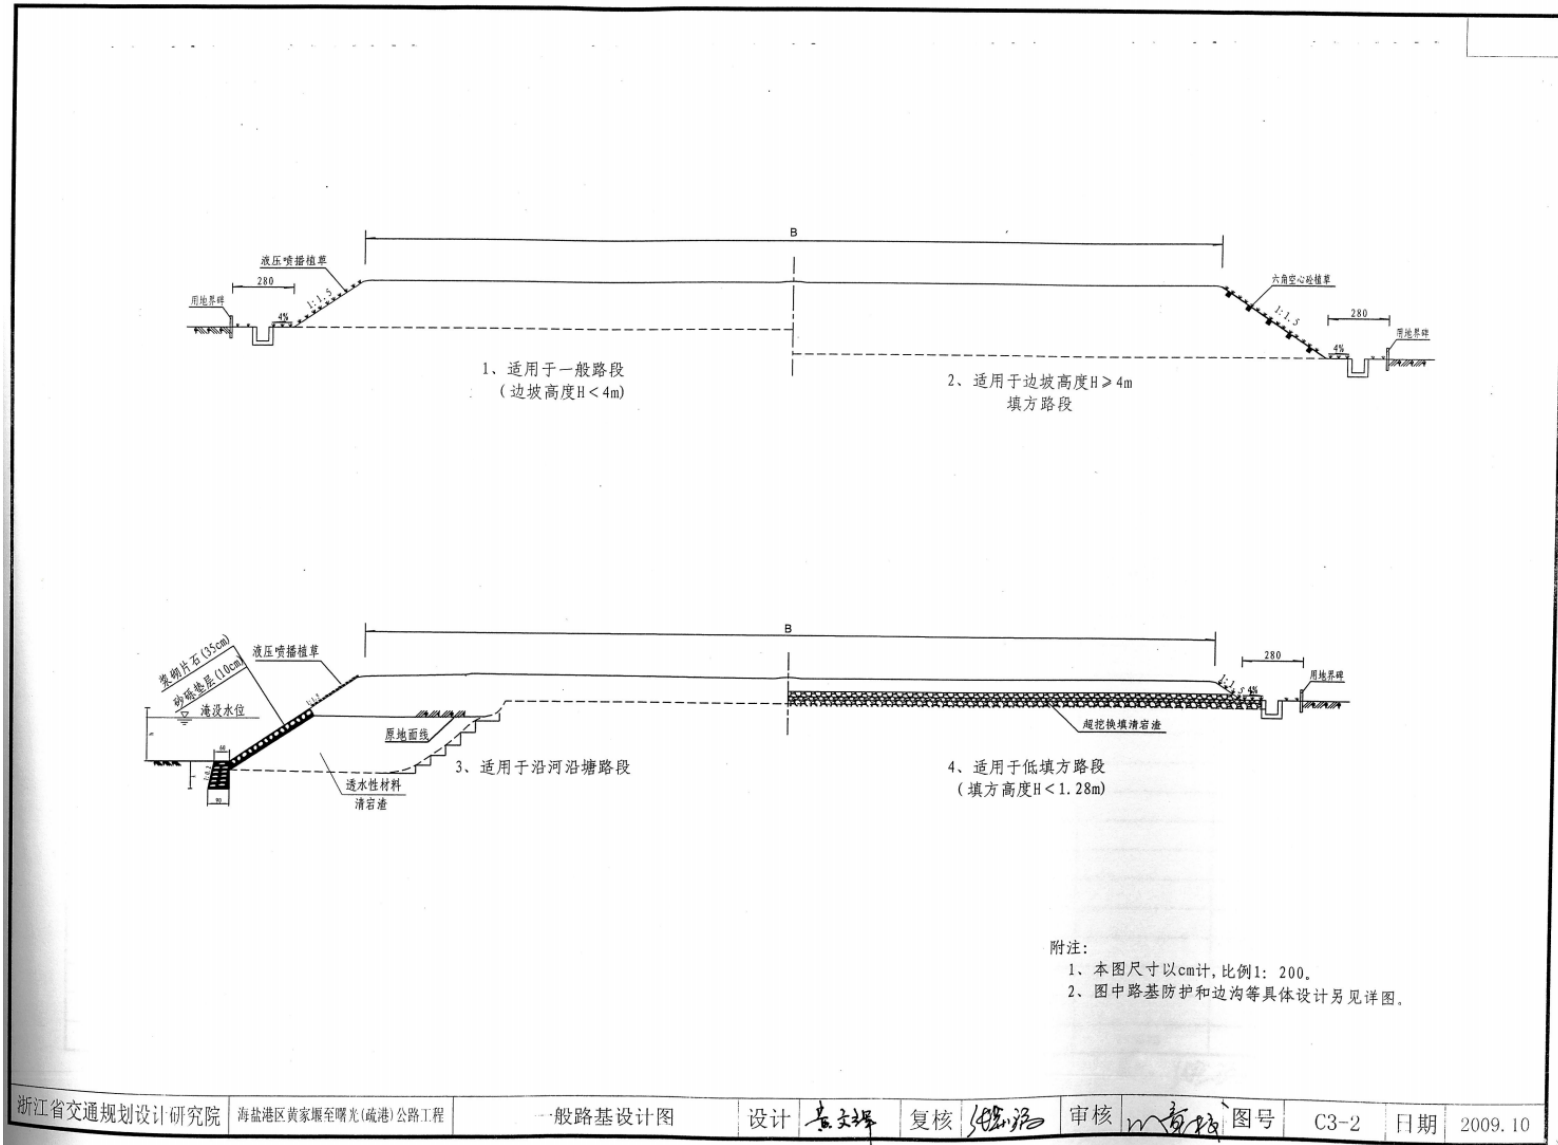 B
液压喷播植草
280
用地界碑
4%
1:1.5
六角空心砼植草
1:1.5
280
用地界碑
4%
1、适用于一般路段
(边坡高度H<4m)
2、适用于边坡高度H≥4m
填方路段
B
浆砌片石(35cm)
砂砾垫层(10cm)
液压喷播植草
淹没水位
原地面线
透水性材料
清宕渣
3、适用于沿河沿塘路段
280
用地界碑
1:1.5
4%
超挖换填清宕渣
4、适用于低填方路段
(填方高度H<1.28m)
附注:
1、本图尺寸以cm计,比例1: 200。
2、图中路基防护和边沟等具体设计另见详图。
浙江省交通规划设计研究院 海盐港区黄家堰至曙光(疏港)公路工程 一般路基设计图 设计 复核 审核 图号 C3-2 日期 2009.10